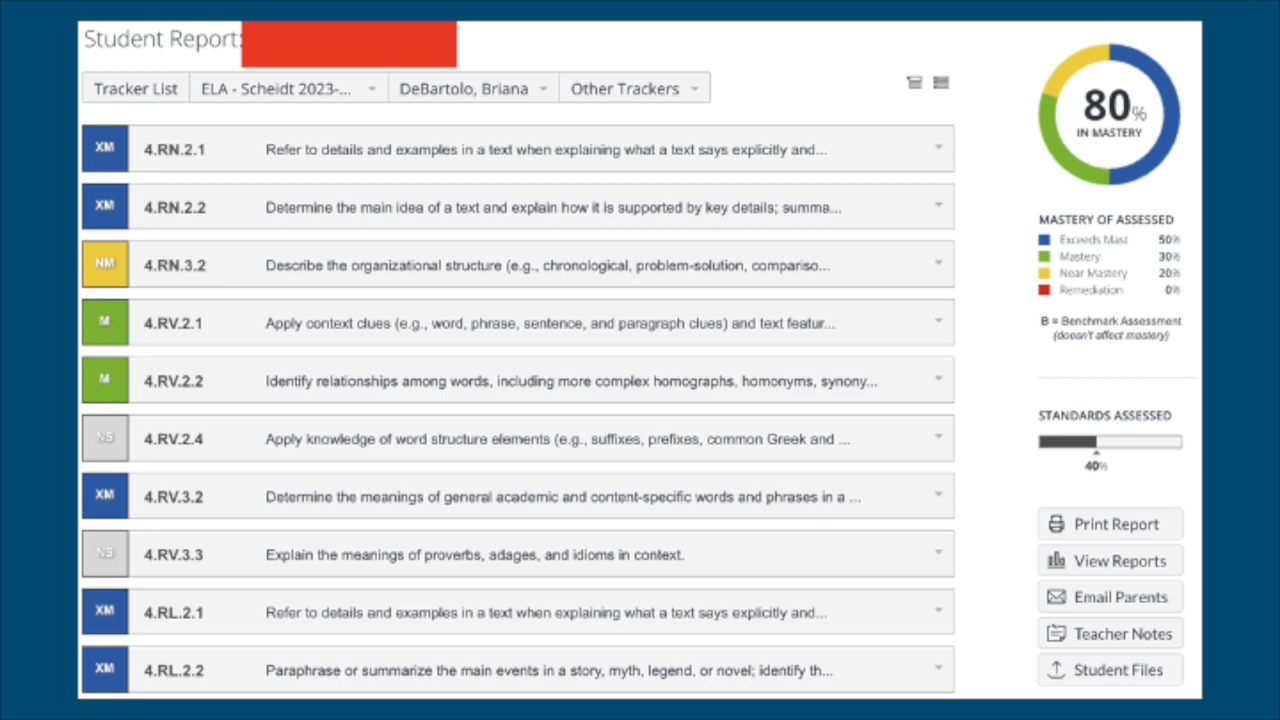 Student Report:
Tracker List
ELA - Scheidt 2023-...
DeBartolo, Briana
Other Trackers
XM 4.RN.2.1 Refer to details and examples in a text when explaining what a text says explicitly and...
XM 4.RN.2.2 Determine the main idea of a text and explain how it is supported by key details; summa...
NM 4.RN.3.2 Describe the organizational structure (e.g., chronological, problem-solution, compariso...
M 4.RV.2.1 Apply context clues (e.g., word, phrase, sentence, and paragraph clues) and text featur...
M 4.RV.2.2 Identify relationships among words, including more complex homographs, homonyms, synony...
NS 4.RV.2.4 Apply knowledge of word structure elements (e.g., suffixes, prefixes, common Greek and ...
XM 4.RV.3.2 Determine the meanings of general academic and content-specific words and phrases in a ...
NS 4.RV.3.3 Explain the meanings of proverbs, adages, and idioms in context.
XM 4.RL.2.1 Refer to details and examples in a text when explaining what a text says explicitly and...
XM 4.RL.2.2 Paraphrase or summarize the main events in a story, myth, legend, or novel; identify th...
80%
IN MASTERY
MASTERY OF ASSESSED
Exceeds Mast 50%
Mastery 30%
Near Mastery 20%
Remediation 0%
B = Benchmark Assessment
(doesn't affect mastery)
STANDARDS ASSESSED
40%
Print Report
View Reports
Email Parents
Teacher Notes
Student Files